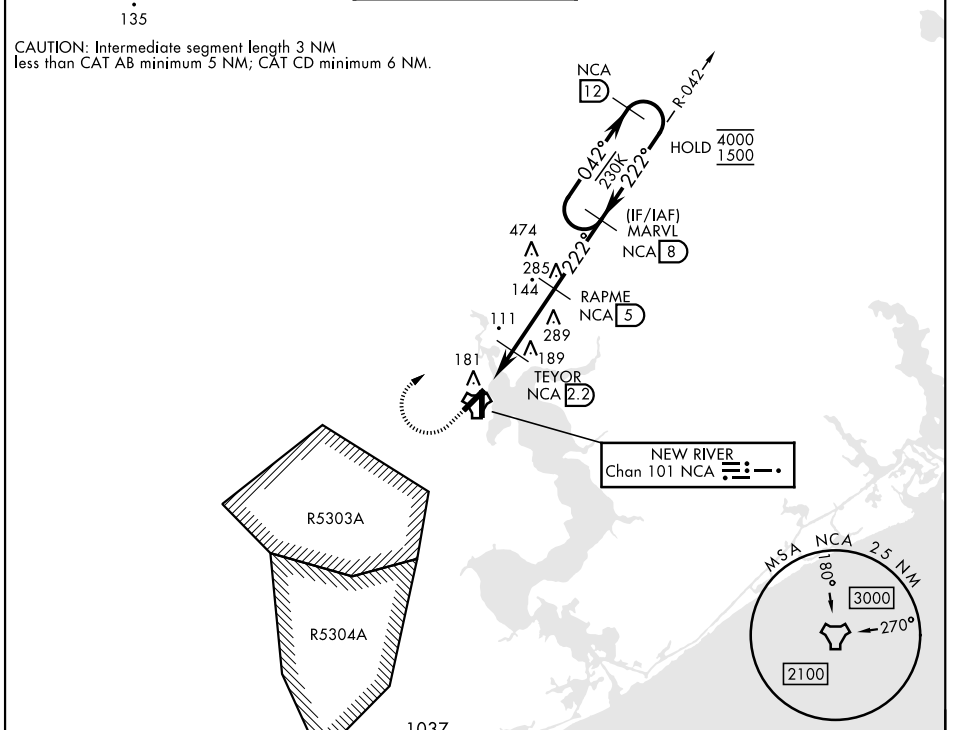 135
CAUTION: Intermediate segment length 3 NM
less than CAT AB minimum 5 NM; CAT CD minimum 6 NM.
NCA
12
R-042
HOLD 4000
1500
042°
230K
222°
(IF/IAF)
MARVL
NCA 8
222°
474
285
144
RAPME
NCA 5
111
289
189
181
TEYOR
NCA 2.2
NEW RIVER
Chan 101 NCA
R5303A
R5304A
MSA NCA 25 NM
180°
3000
270°
2100
1037